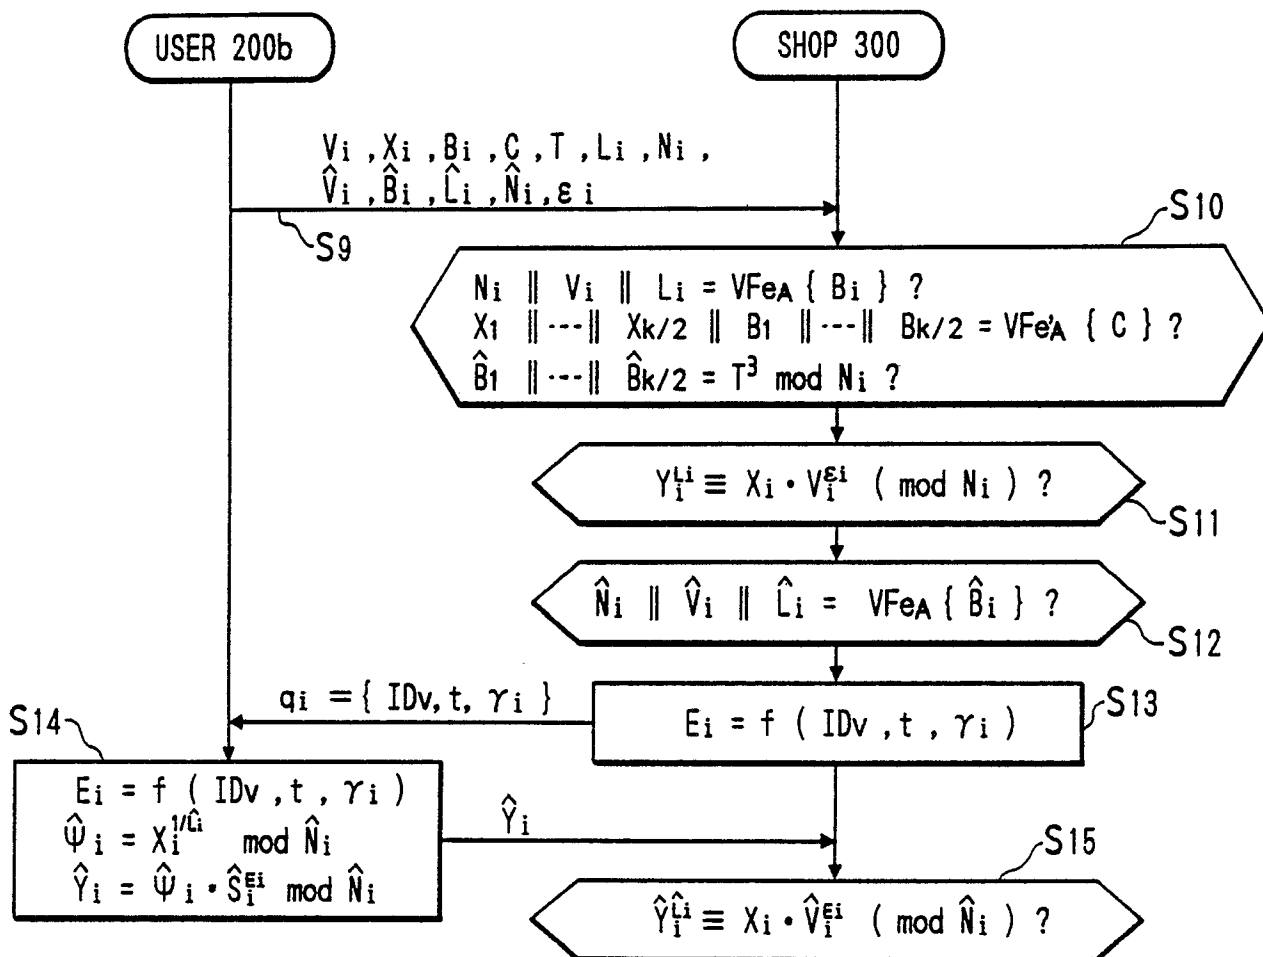 USER 200b
SHOP 300
Vi , Xi , Bi , C , T , Li , Ni ,
V̂i , B̂i , L̂i , N̂i , εi
S9
S10
Ni ‖ Vi ‖ Li = VFeA { Bi } ?
X1 ‖ --- ‖ Xk/2 ‖ B1 ‖ --- ‖ Bk/2 = VFe'A { C } ?
B̂1 ‖ --- ‖ B̂k/2 = T³ mod Ni ?
Yi^Li ≡ Xi · Vi^εi ( mod Ni ) ?
S11
N̂i ‖ V̂i ‖ L̂i = VFeA { B̂i } ?
S12
qi = { IDv, t, γi }
S13
Ei = f ( IDv , t , γi )
S14
Ei = f ( IDv , t , γi )
Ψ̂i = Xi^1/L̂i mod N̂i
Ŷi = Ψ̂i · Ŝi^Ei mod N̂i
Ŷi
S15
Ŷi^L̂i ≡ Xi · V̂i^Ei ( mod N̂i ) ?